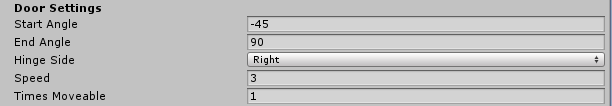 Door Settings
Start Angle -45
End Angle 90
Hinge Side Right
Speed 3
Times Moveable 1